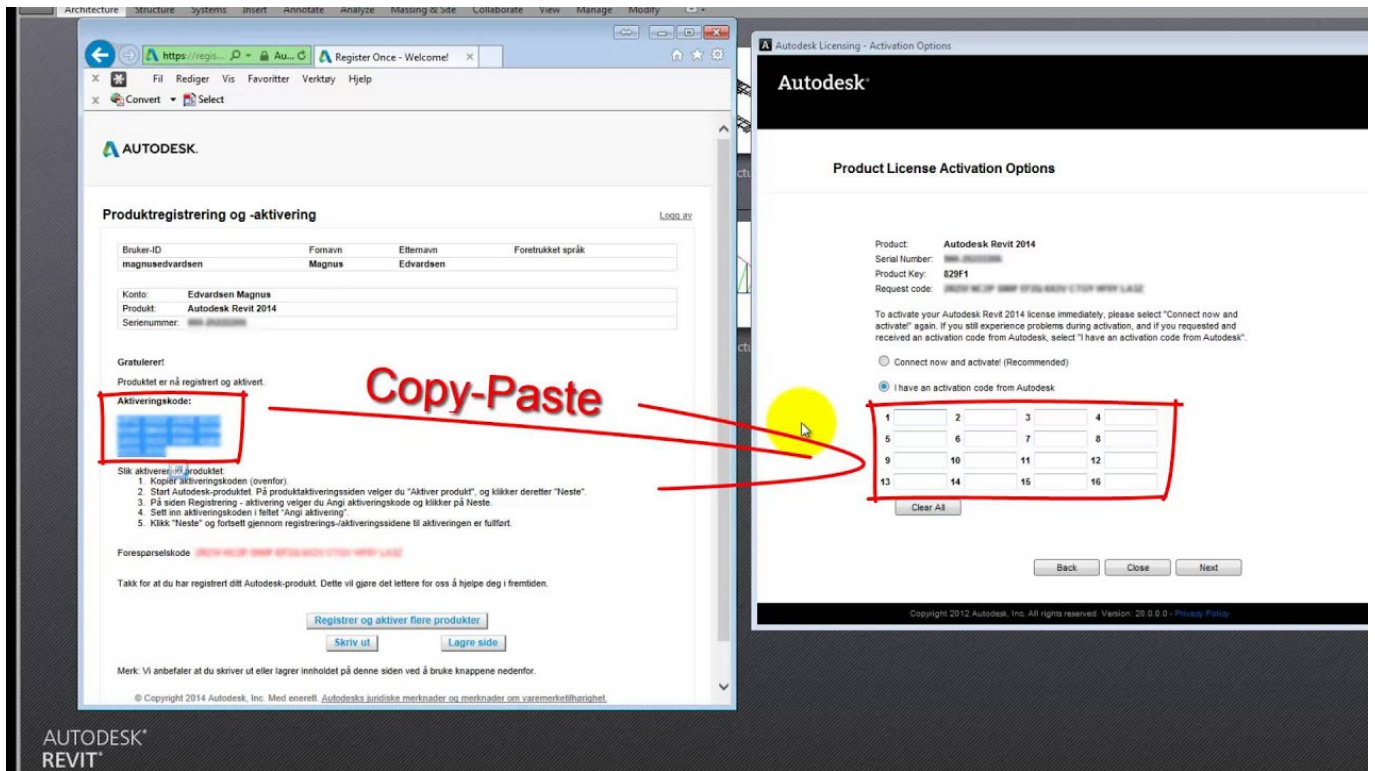 Architecture Structure Systems Insert Annotate Analyze Massing & Site Collaborate View Manage Modify
https://regis... Au... Register Once - Welcome!
Fil Rediger Vis Favoritter Verktøy Hjelp
Convert Select
AUTODESK.
Produktregistrering og -aktivering
Logg av
Bruker-ID Fornavn Etternavn Foretrukket språk
magnusedvardsen Magnus Edvardsen
Konto: Edvardsen Magnus
Produkt: Autodesk Revit 2014
Serienummer:
Gratulerer!
Produktet er nå registrert og aktivert.
Aktiveringskode:
Slik aktiverer produktet:
1. Kopier aktiveringskoden (ovenfor).
2. Start Autodesk-produktet. På produktaktiveringssiden velger du "Aktiver produkt", og klikker deretter "Neste".
3. På siden Registrering - aktivering velger du Angi aktiveringskode og klikker på Neste.
4. Sett inn aktiveringskoden i feltet "Angi aktivering".
5. Klikk "Neste" og fortsett gjennom registrerings-/aktiveringssidene til aktiveringen er fullført.
Forespørselskode
Takk for at du har registrert ditt Autodesk-produkt. Dette vil gjøre det lettere for oss å hjelpe deg i fremtiden.
Registrer og aktiver flere produkter
Skriv ut Lagre side
Merk: Vi anbefaler at du skriver ut eller lagrer innholdet på denne siden ved å bruke knappene nedenfor.
© Copyright 2014 Autodesk, Inc. Med enerett. Autodesks juridiske merknader og merknader om varemerketilhørighet.
Copy-Paste
Autodesk Licensing - Activation Options
Autodesk®
Product License Activation Options
Product: Autodesk Revit 2014
Serial Number:
Product Key: 829F1
Request code:
To activate your Autodesk Revit 2014 license immediately, please select "Connect now and
activate!" again. If you still experience problems during activation, and if you requested and
received an activation code from Autodesk, select "I have an activation code from Autodesk".
Connect now and activate! (Recommended)
I have an activation code from Autodesk
1 2 3 4
5 6 7 8
9 10 11 12
13 14 15 16
Clear All
Back Close Next
Copyright 2012 Autodesk, Inc. All rights reserved. Version: 20.0.0.0 - Privacy Policy
AUTODESK®
REVIT®